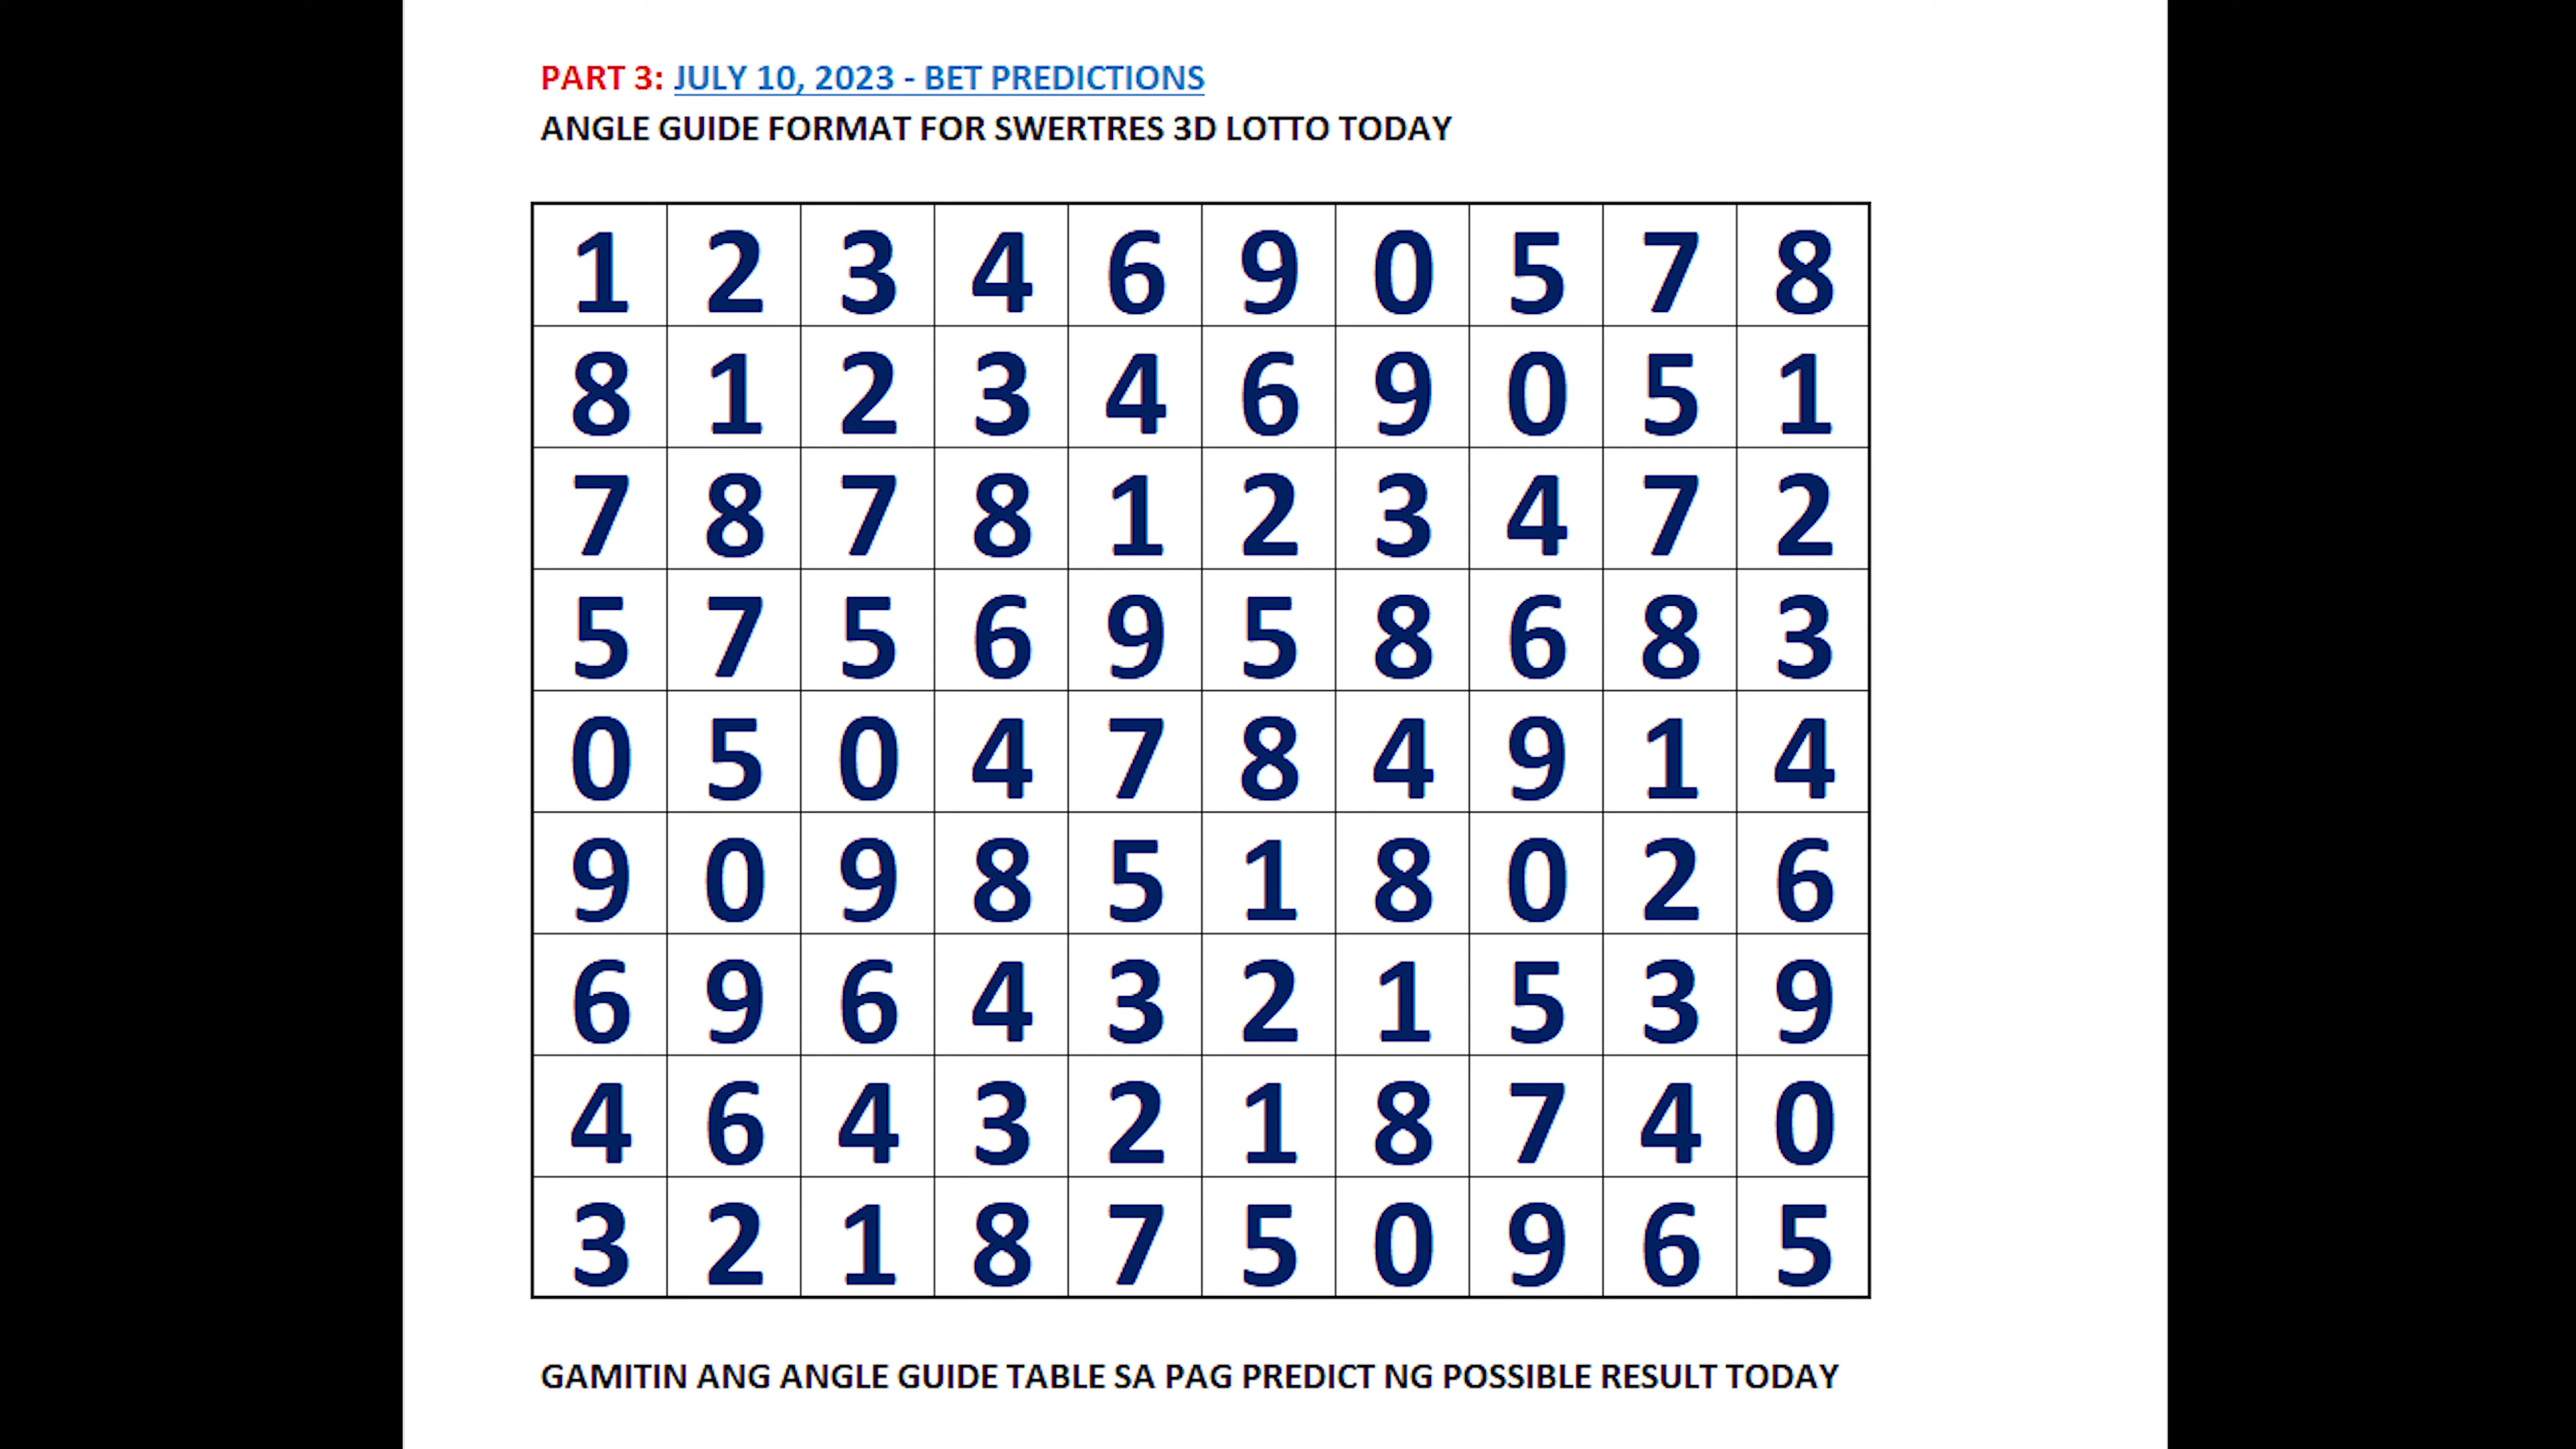 PART 3: JULY 10, 2023 - BET PREDICTIONS
ANGLE GUIDE FORMAT FOR SWERTRES 3D LOTTO TODAY
1 2 3 4 6 9 0 5 7 8
8 1 2 3 4 6 9 0 5 1
7 8 7 8 1 2 3 4 7 2
5 7 5 6 9 5 8 6 8 3
0 5 0 4 7 8 4 9 1 4
9 0 9 8 5 1 8 0 2 6
6 9 6 4 3 2 1 5 3 9
4 6 4 3 2 1 8 7 4 0
3 2 1 8 7 5 0 9 6 5
GAMITIN ANG ANGLE GUIDE TABLE SA PAG PREDICT NG POSSIBLE RESULT TODAY